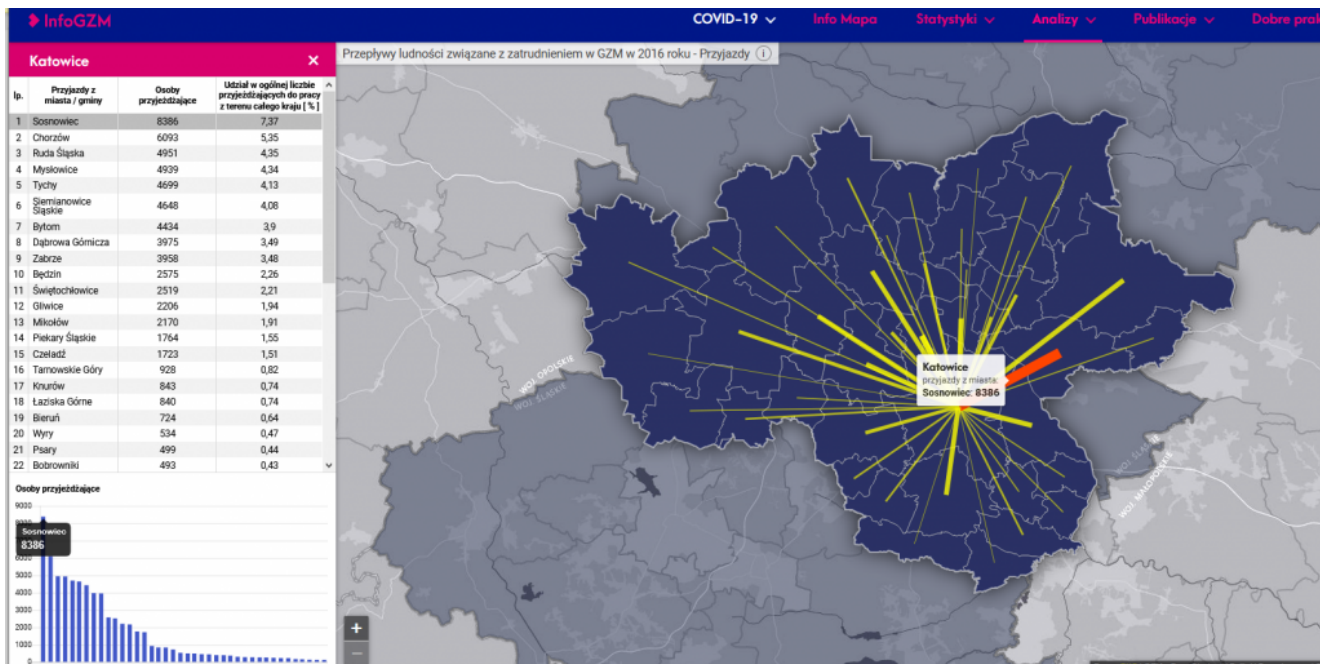 InfoGZM
COVID-19 Info Mapa Statystyki Analizy Publikacje Dobre prak
Katowice ×
Przepływy ludności związane z zatrudnieniem w GZM w 2016 roku - Przyjazdy i
lp. Przyjazdy z miasta / gminy Osoby przyjeżdżające Udział w ogólnej liczbie przyjeżdżających do pracy z terenu całego kraju [ % ]
1 Sosnowiec 8386 7,37
2 Chorzów 6093 5,35
3 Ruda Śląska 4951 4,35
4 Mysłowice 4939 4,34
5 Tychy 4699 4,13
6 Siemianowice Śląskie 4648 4,08
7 Bytom 4434 3,9
8 Dąbrowa Górnicza 3975 3,49
9 Zabrze 3958 3,48
10 Będzin 2575 2,26
11 Świętochłowice 2519 2,21
12 Gliwice 2206 1,94
13 Mikołów 2170 1,91
14 Piekary Śląskie 1764 1,55
15 Czeladź 1723 1,51
16 Tarnowskie Góry 928 0,82
17 Knurów 843 0,74
18 Łaziska Górne 840 0,74
19 Bieruń 724 0,64
20 Wyry 534 0,47
21 Psary 499 0,44
22 Bobrowniki 493 0,43
Osoby przyjeżdżające
9000
8000
Sosnowiec
8386
6000
5000
4000
3000
2000
1000
0
WOJ. OPOLSKIE
WOJ. ŚLĄSKIE
Katowice
przyjazdy z miasta:
Sosnowiec: 8386
WOJ. ŚLĄSKIE
WOJ. MAŁOPOLSKIE
+
−